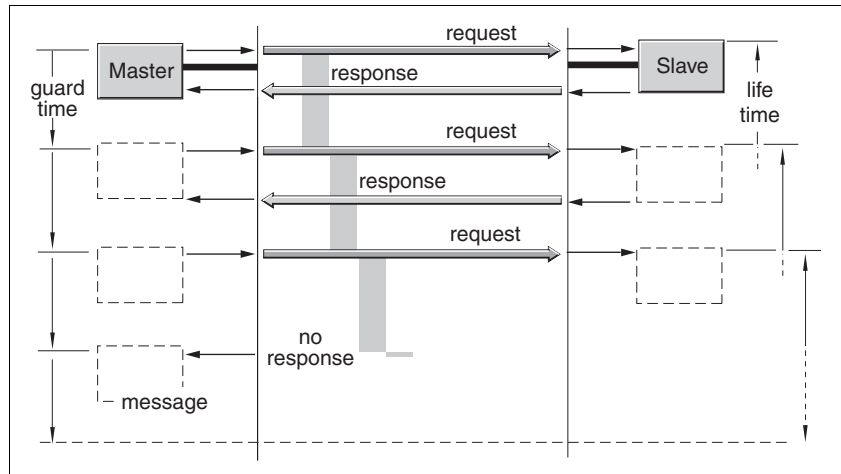 request
Master
Slave
guard
time
response
life
time
request
response
request
no
response
message